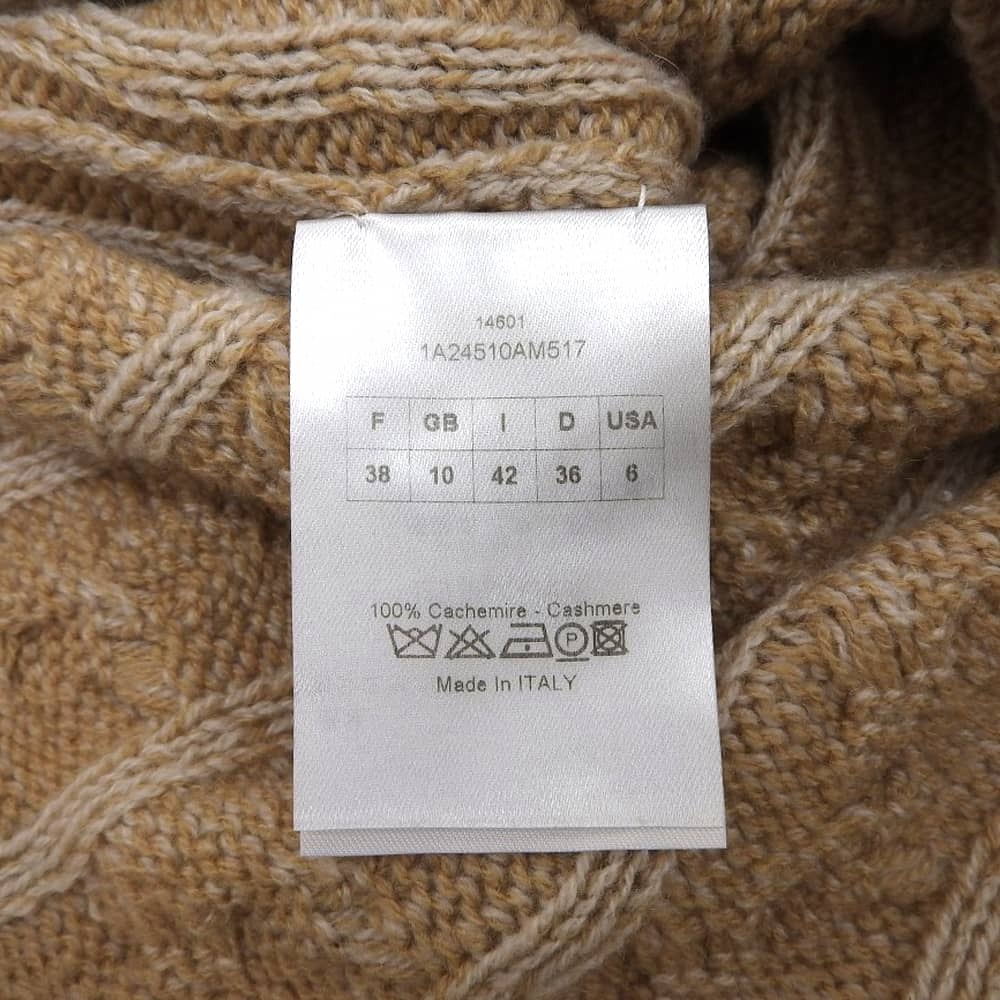 14601
1A24510AM517
F GB I D USA
38 10 42 36 6
100% Cachemire - Cashmere
P
Made In ITALY